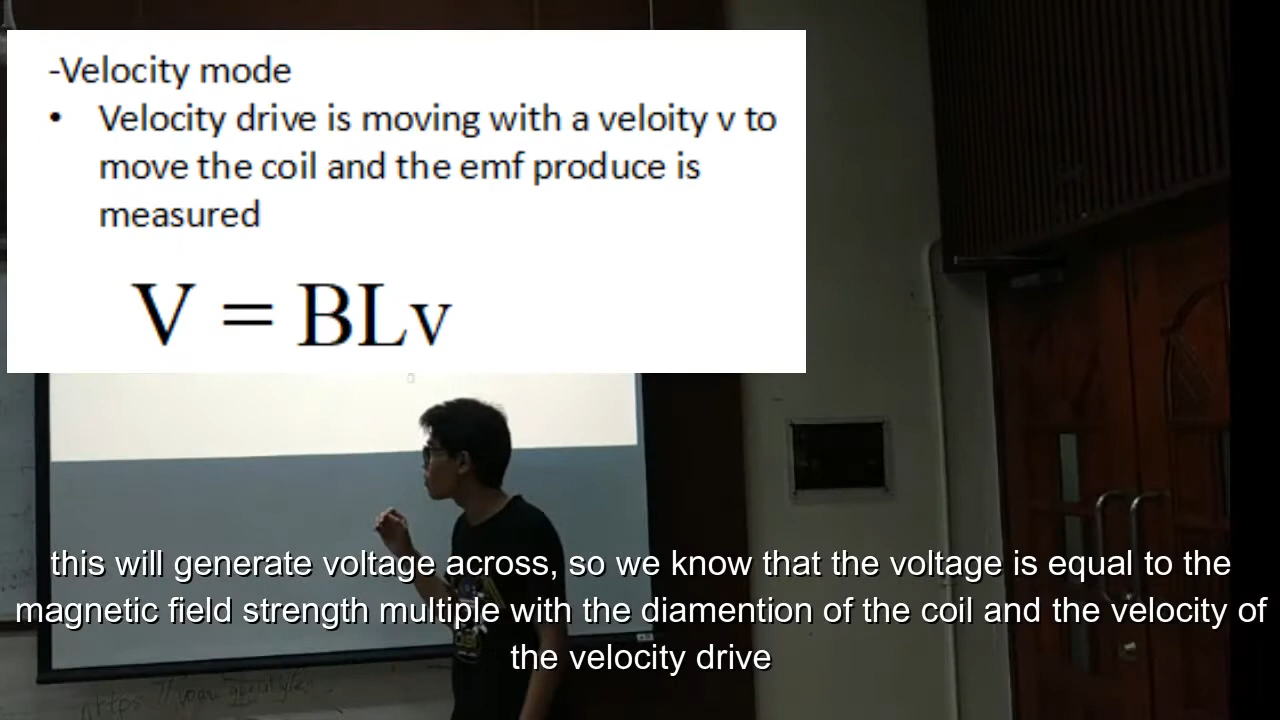 -Velocity mode
• Velocity drive is moving with a veloity v to
move the coil and the emf produce is
measured
V = BLv
this will generate voltage across, so we know that the voltage is equal to the
magnetic field strength multiple with the diamention of the coil and the velocity of
the velocity drive